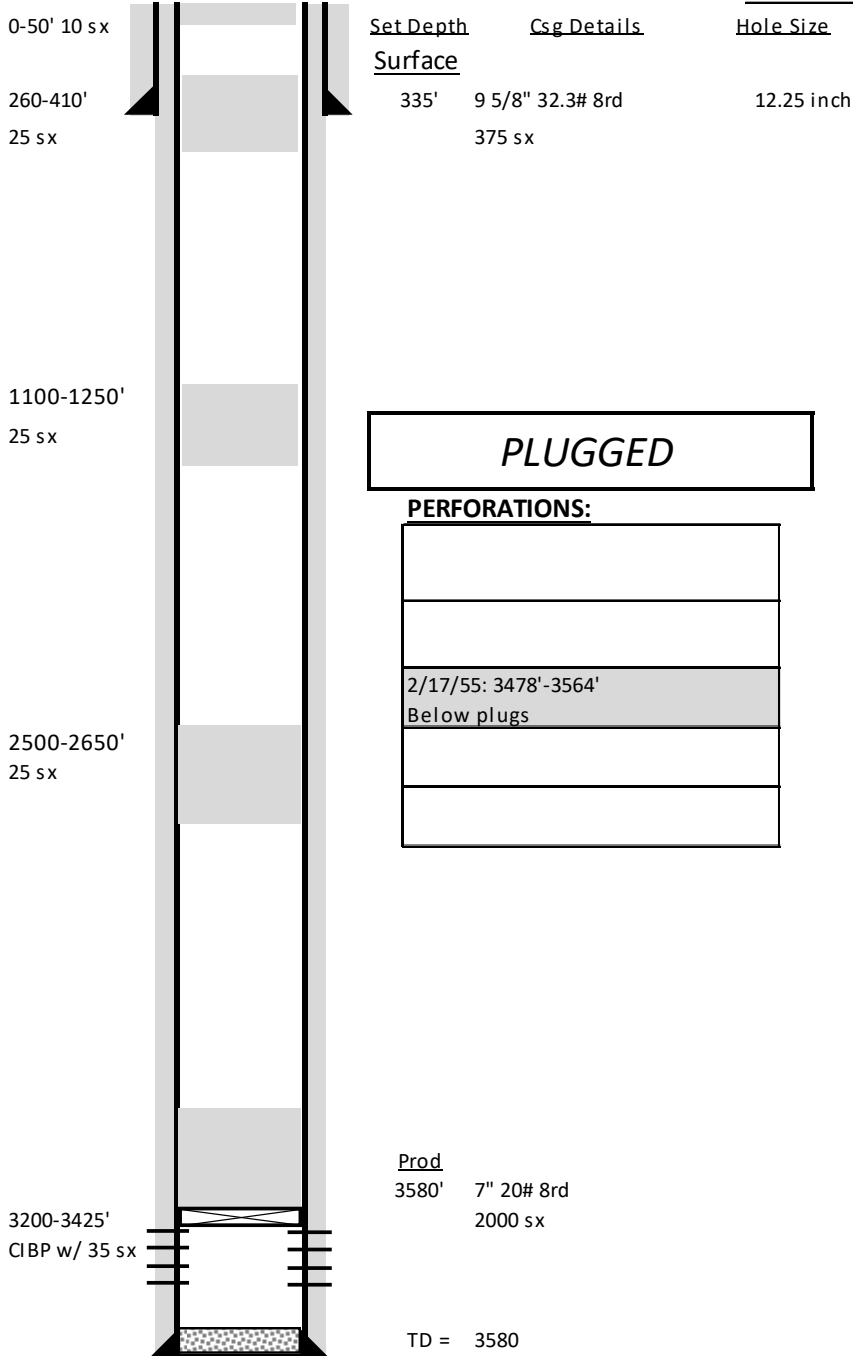 0-50' 10 sx
Set Depth Csg Details Hole Size
Surface
260-410' 335' 9 5/8" 32.3# 8rd 12.25 inch
25 sx 375 sx
1100-1250'
25 sx
PLUGGED
PERFORATIONS:
2/17/55: 3478'-3564'
Below plugs
2500-2650'
25 sx
Prod
3580' 7" 20# 8rd
3200-3425' 2000 sx
CIBP w/ 35 sx
TD = 3580